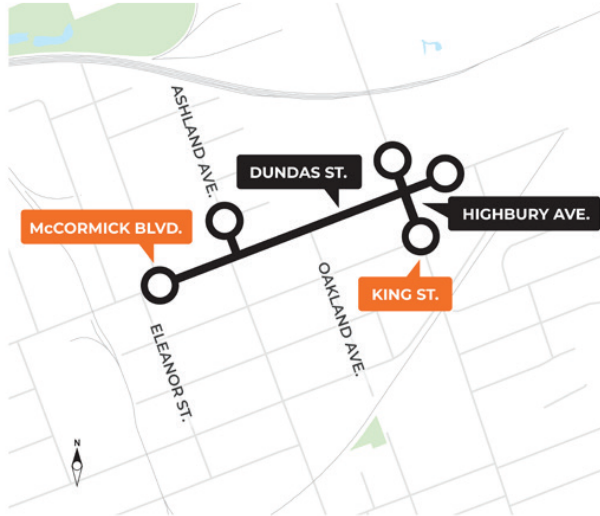 ASHLAND AVE.
DUNDAS ST.
HIGHBURY AVE.
McCORMICK BLVD.
KING ST.
OAKLAND AVE.
ELEANOR ST.
N